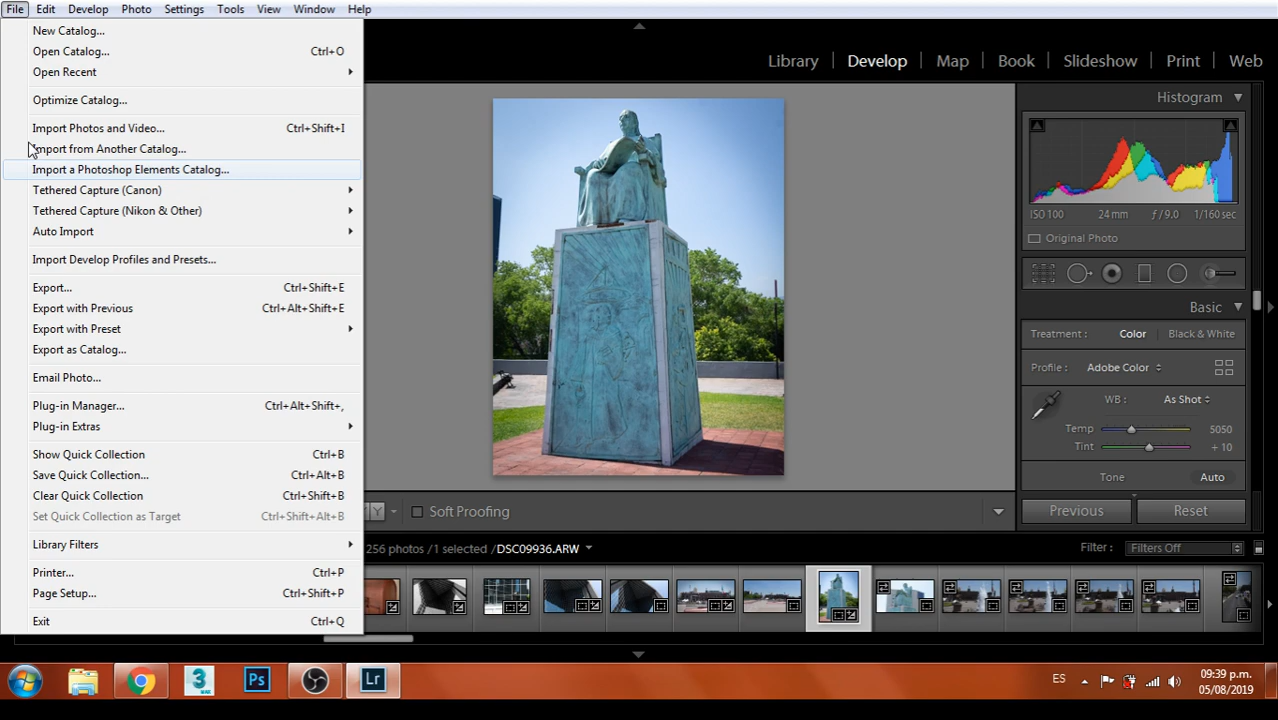 File Edit Develop Photo Settings Tools View Window Help
New Catalog...
Open Catalog... Ctrl+O
Open Recent
Optimize Catalog...
Import Photos and Video... Ctrl+Shift+I
Import from Another Catalog...
Import a Photoshop Elements Catalog...
Tethered Capture (Canon)
Tethered Capture (Nikon & Other)
Auto Import
Import Develop Profiles and Presets...
Export... Ctrl+Shift+E
Export with Previous Ctrl+Alt+Shift+E
Export with Preset
Export as Catalog...
Email Photo...
Plug-in Manager... Ctrl+Alt+Shift+,
Plug-in Extras
Show Quick Collection Ctrl+B
Save Quick Collection... Ctrl+Alt+B
Clear Quick Collection Ctrl+Shift+B
Set Quick Collection as Target Ctrl+Shift+Alt+B
Library Filters
Printer... Ctrl+P
Page Setup... Ctrl+Shift+P
Exit Ctrl+Q
Library Develop Map Book Slideshow Print Web
Histogram
ISO 100 24 mm ƒ / 9.0 1/160 sec
Original Photo
Basic
Treatment : Color Black & White
Profile : Adobe Color
WB : As Shot
Temp 5050
Tint + 10
Tone Auto
Previous Reset
Y Soft Proofing
256 photos / 1 selected / DSC09936.ARW
Filter : Filters Off
3 Ps Lr
ES
09:39 p.m.
05/08/2019